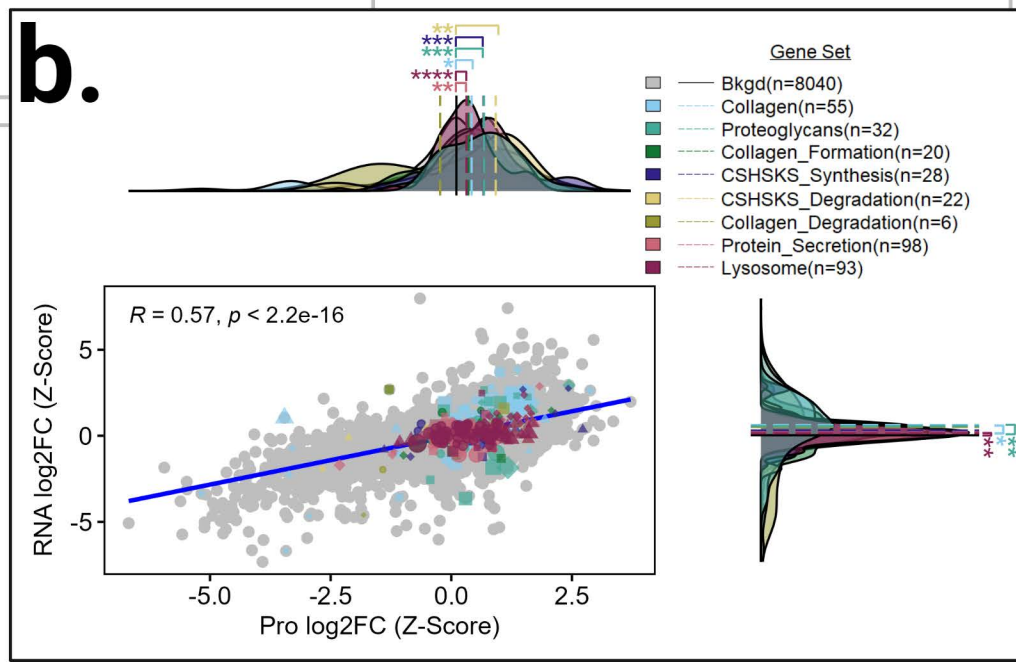 b.
**
***
***
*
****
**
Gene Set
Bkgd(n=8040)
Collagen(n=55)
Proteoglycans(n=32)
Collagen_Formation(n=20)
CSHSKS_Synthesis(n=28)
CSHSKS_Degradation(n=22)
Collagen_Degradation(n=6)
Protein_Secretion(n=98)
Lysosome(n=93)
R = 0.57, p < 2.2e-16
RNA log2FC (Z-Score)
5
0
-5
-5.0
-2.5
0.0
2.5
Pro log2FC (Z-Score)